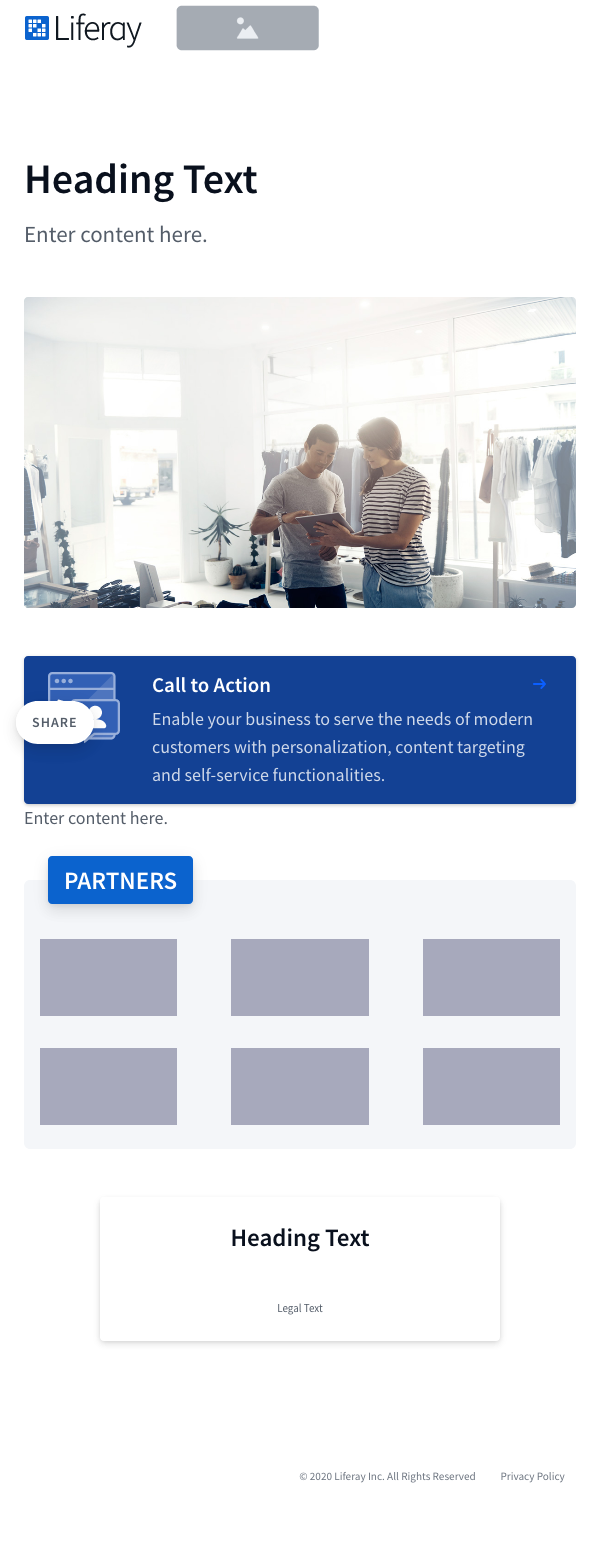 Liferay
Heading Text
Enter content here.
Call to Action
Enable your business to serve the needs of modern
customers with personalization, content targeting
and self-service functionalities.
SHARE
Enter content here.
PARTNERS
Heading Text
Legal Text
© 2020 Liferay Inc. All Rights Reserved Privacy Policy